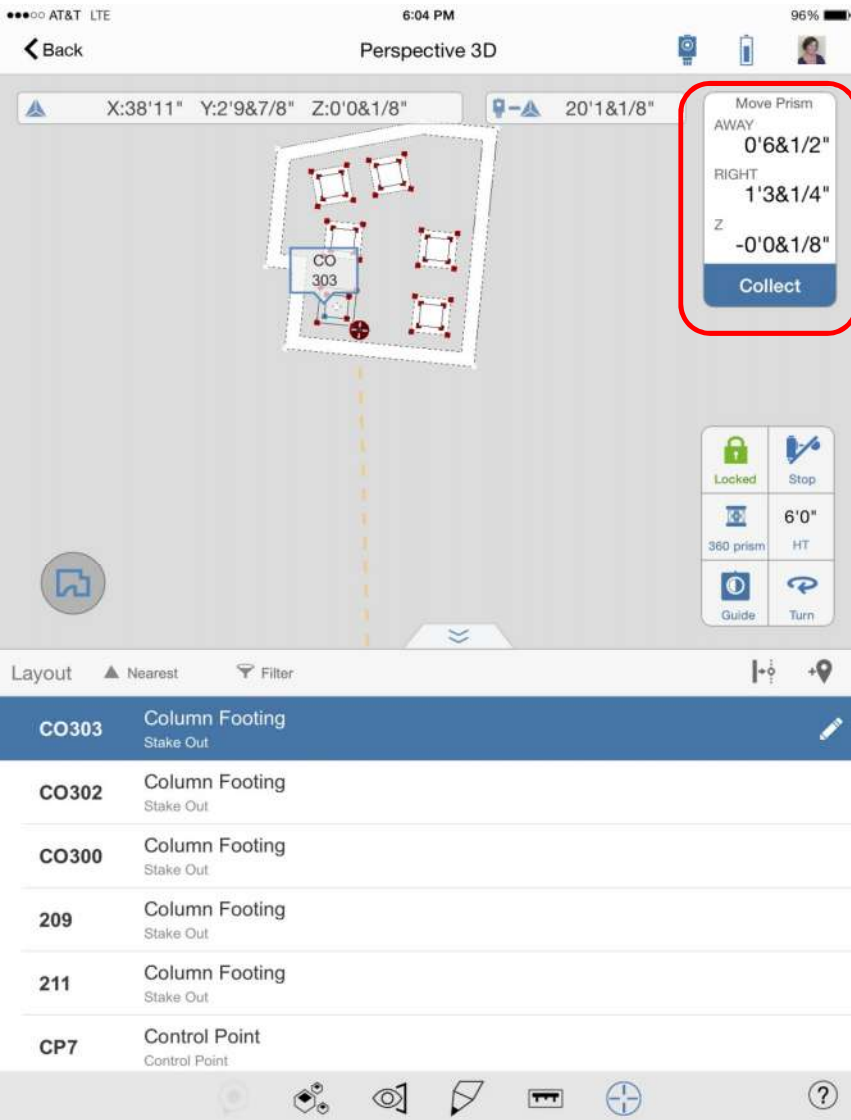 AT&T LTE 6:04 PM 96%
Back Perspective 3D
X:38'11" Y:2'9&7/8" Z:0'0&1/8" 20'1&1/8"
Move Prism
AWAY
0'6&1/2"
RIGHT
1'3&1/4"
Z
-0'0&1/8"
Collect
CO
303
Locked Stop
6'0"
360 prism HT
Guide Turn
Layout Nearest Filter
CO303 Column Footing
Stake Out
CO302 Column Footing
Stake Out
CO300 Column Footing
Stake Out
209 Column Footing
Stake Out
211 Column Footing
Stake Out
CP7 Control Point
Control Point
?